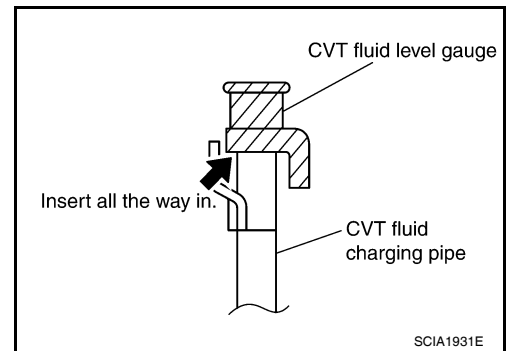 CVT fluid level gauge
Insert all the way in.
CVT fluid
charging pipe
SCIA1931E